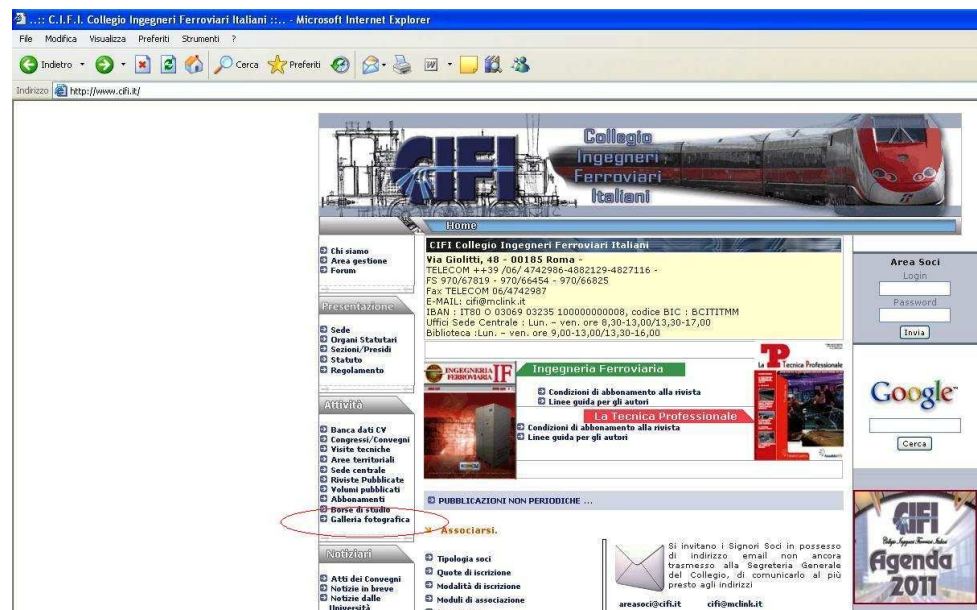 ..:: C.I.F.I. Collegio Ingegneri Ferroviari Italiani ::.. - Microsoft Internet Explorer
File Modifica Visualizza Preferiti Strumenti ?
Indietro Cerca Preferiti
Indirizzo http://www.cifi.it/
CIFI
Collegio
Ingegneri
Ferroviari
Italiani
Home
Chi siamo
Area gestione
Forum
Presentazione
Sede
Organi Statutari
Sezioni/Presidi
Statuto
Regolamento
Attività
Banca dati CV
Congressi/Convegni
Visite tecniche
Aree territoriali
Sede centrale
Riviste Pubblicate
Volumi pubblicati
Abbonamenti
Borse di studio
Galleria fotografica
Notiziari
Atti dei Convegni
Notizie in breve
Notizie dalle
Università
CIFI Collegio Ingegneri Ferroviari Italiani
Via Giolitti, 48 - 00185 Roma -
TELECOM ++39 /06/ 4742986-4882129-4827116 -
FS 970/67819 - 970/66454 - 970/66825
Fax TELECOM 06/4742987
E-MAIL: cifi@mclink.it
IBAN : IT80 O 03069 03235 100000000008, codice BIC : BCITITMM
Uffici Sede Centrale : Lun. – ven. ore 8,30-13,00/13,30-17,00
Biblioteca :Lun. – ven. ore 9,00-13,00/13,30-16,00
INGEGNERIA
FERROVIARIA
IF
Ingegneria Ferroviaria
Condizioni di abbonamento alla rivista
Linee guida per gli autori
La Tecnica Professionale
Condizioni di abbonamento alla rivista
Linee guida per gli autori
La Tecnica Professionale
PUBBLICAZIONI NON PERIODICHE ...
Associarsi.
Tipologia soci
Quote di iscrizione
Modalità di iscrizione
Moduli di associazione
Si invitano i Signori Soci in possesso
di indirizzo email non ancora
trasmesso alla Segreteria Generale
del Collegio, di comunicarlo al più
presto agli indirizzi
areasoci@cifi.it cifi@mclink.it
Area Soci
Login
Password
Invia
Google
Cerca
CIFI
Collegio Ingegneri Ferroviari Italiani
Agenda
2011